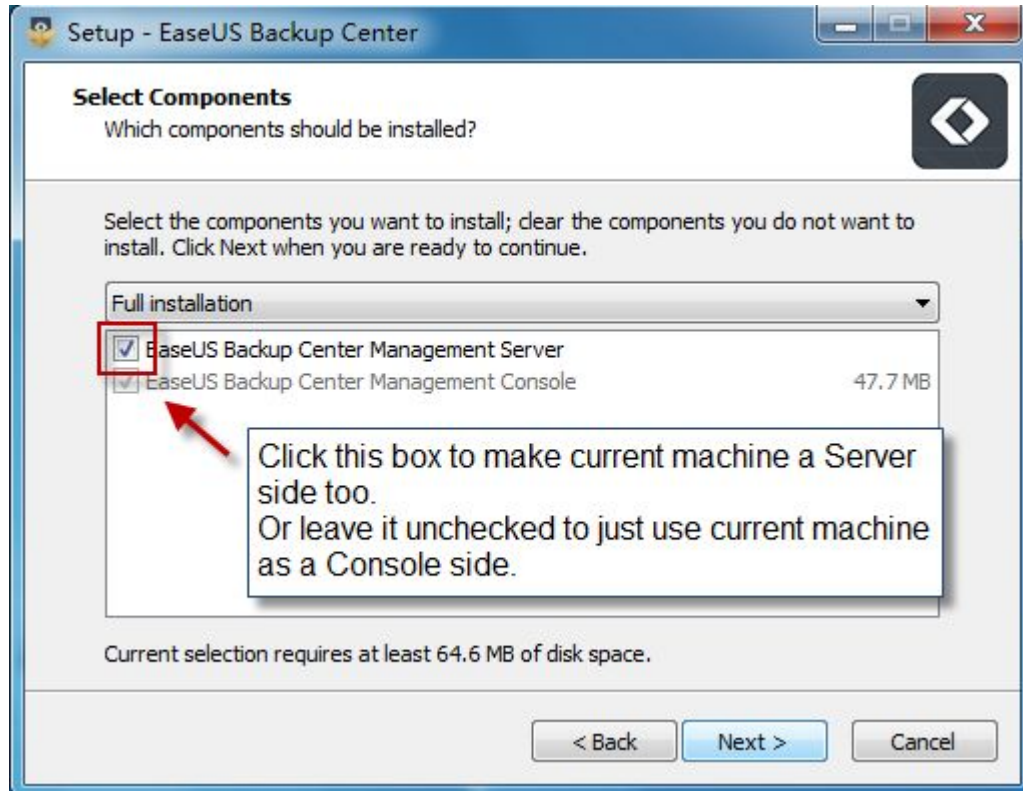 Setup - EaseUS Backup Center
Select Components
Which components should be installed?
Select the components you want to install; clear the components you do not want to
install. Click Next when you are ready to continue.
Full installation
EaseUS Backup Center Management Server
EaseUS Backup Center Management Console 47.7 MB
Click this box to make current machine a Server
side too.
Or leave it unchecked to just use current machine
as a Console side.
Current selection requires at least 64.6 MB of disk space.
< Back Next > Cancel